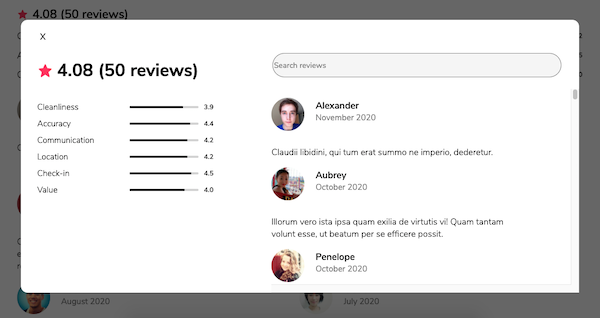 4.08 (50 reviews)
X
4.08 (50 reviews)
Cleanliness 3.9
Accuracy 4.4
Communication 4.2
Location 4.2
Check-in 4.5
Value 4.0
Search reviews
Alexander
November 2020
Claudii libidini, qui tum erat summo ne imperio, dederetur.
Aubrey
October 2020
Illorum vero ista ipsa quam exilia de virtutis vi! Quam tantam
volunt esse, ut beatum per se efficere possit.
Penelope
October 2020
August 2020
July 2020